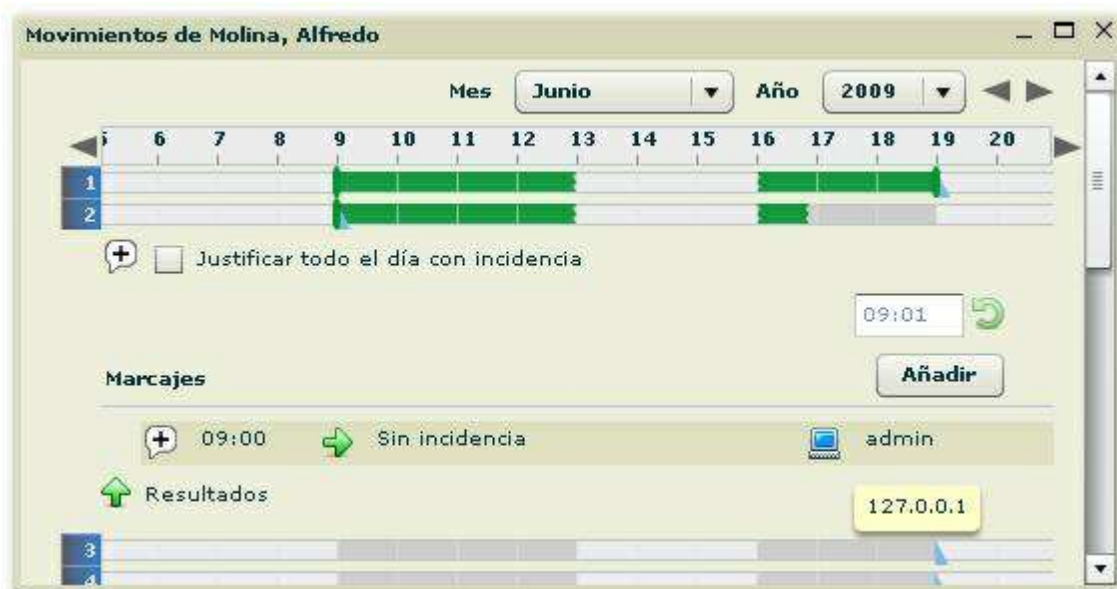 Movimientos de Molina, Alfredo
Mes Junio Año 2009
6 7 8 9 10 11 12 13 14 15 16 17 18 19 20
1
2
Justificar todo el día con incidencia
09:01
Marcajes Añadir
09:00 Sin incidencia admin
Resultados
127.0.0.1
3
4